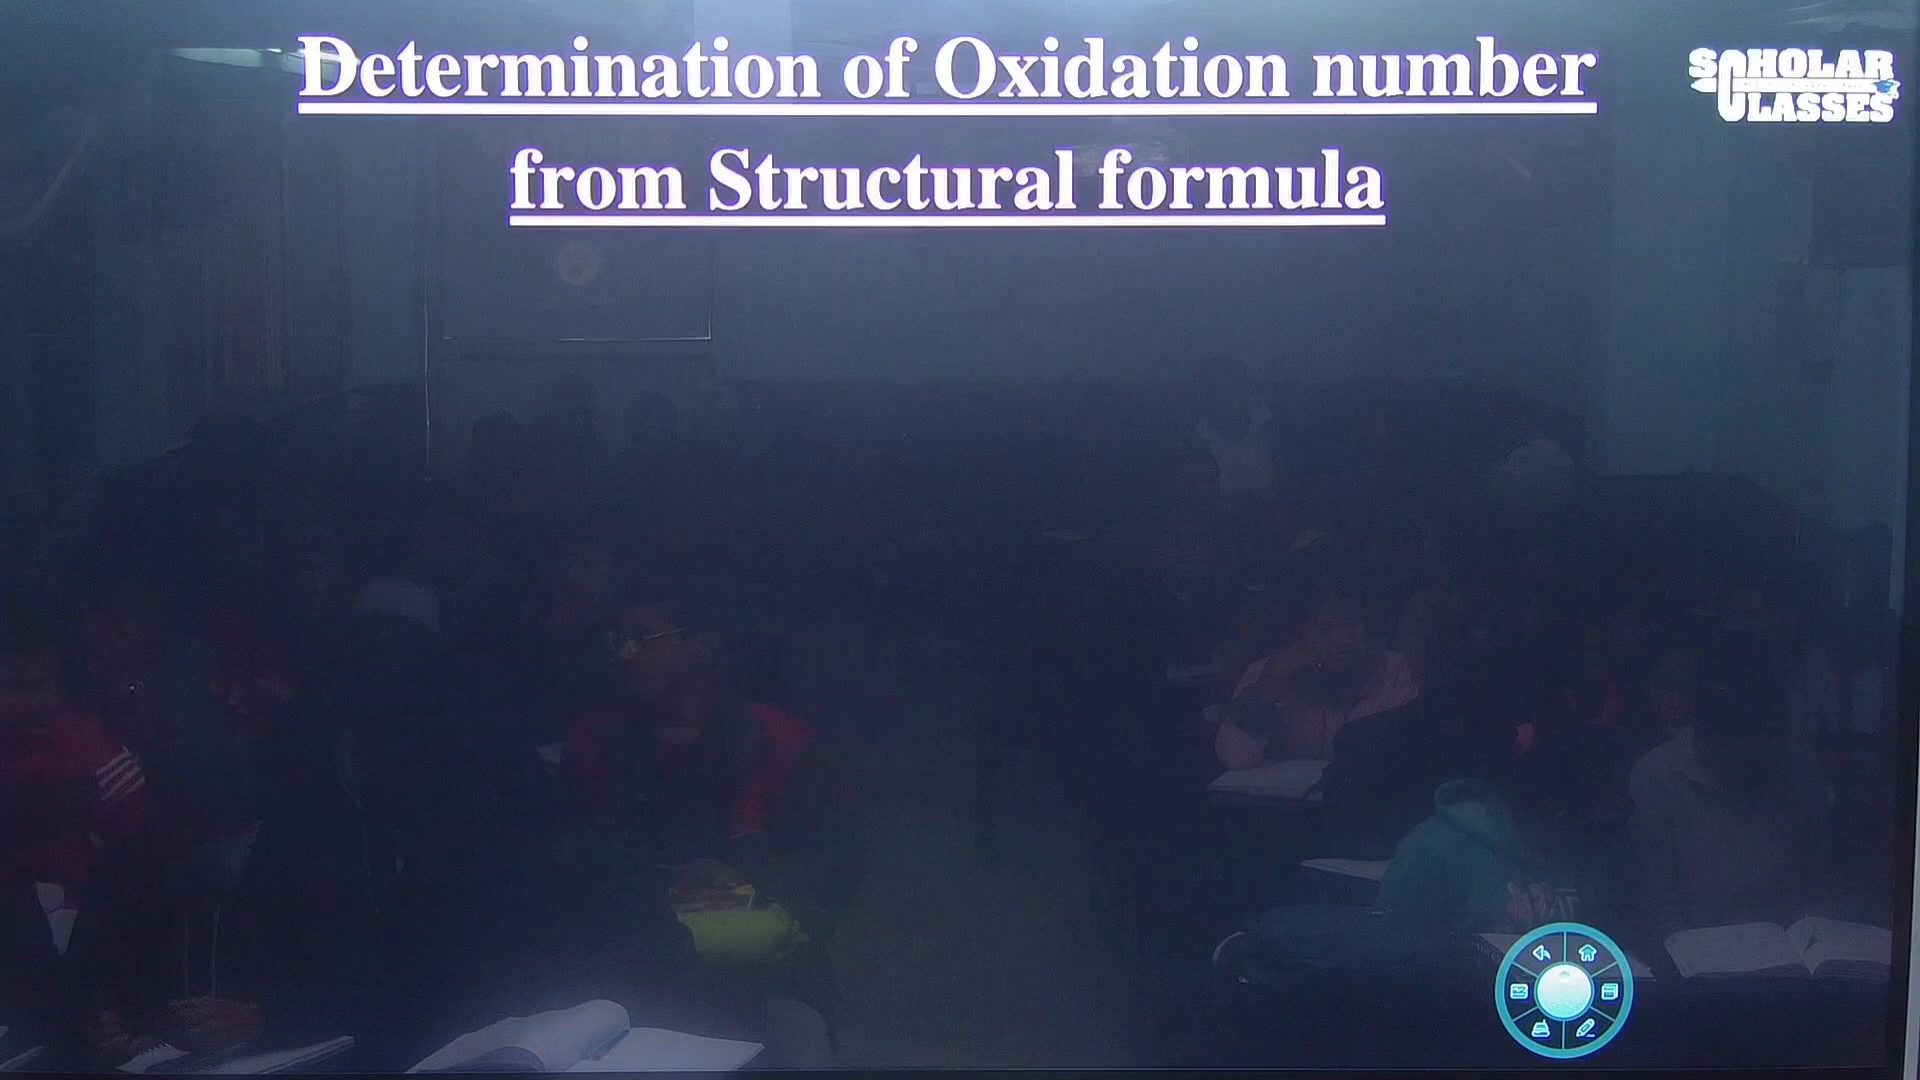 Determination of Oxidation number
from Structural formula
SCHOLAR
CLASSES